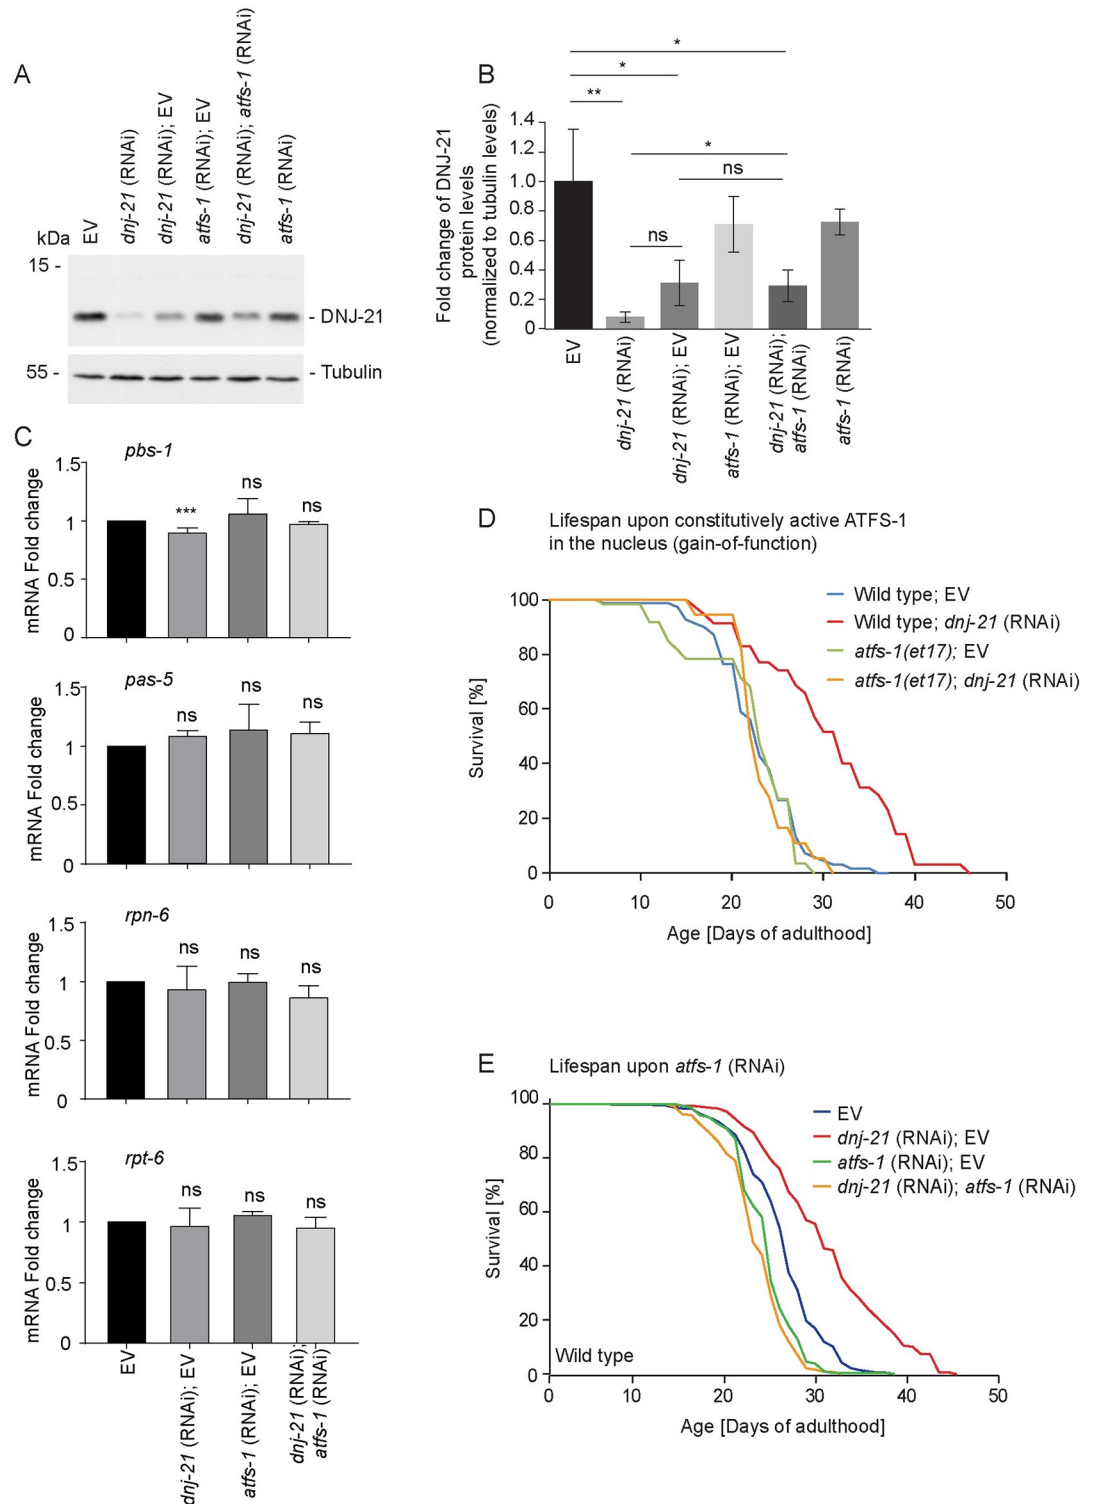 A
EV
dnj-21 (RNAi)
dnj-21 (RNAi); EV
atfs-1 (RNAi); EV
dnj-21 (RNAi); atfs-1 (RNAi)
atfs-1 (RNAi)
kDa
15 -
- DNJ-21
55 -
- Tubulin
B
Fold change of DNJ-21
protein levels
(normalized to tubulin levels)
*
*
**
*
ns
ns
1.4
1.2
1.0
0.8
0.6
0.4
0.2
0
EV
dnj-21 (RNAi)
dnj-21 (RNAi); EV
atfs-1 (RNAi); EV
dnj-21 (RNAi);
atfs-1 (RNAi)
atfs-1 (RNAi)
C
pbs-1
mRNA Fold change
1.5
1
0.5
0
***
ns
ns
pas-5
mRNA Fold change
1.5
1
0.5
0
ns
ns
ns
rpn-6
mRNA Fold change
1.5
1
0.5
0
ns
ns
ns
rpt-6
mRNA Fold change
1.5
1
0.5
0
ns
ns
ns
EV
dnj-21 (RNAi); EV
atfs-1 (RNAi); EV
dnj-21 (RNAi);
atfs-1 (RNAi)
D
Lifespan upon constitutively active ATFS-1
in the nucleus (gain-of-function)
Wild type; EV
Wild type; dnj-21 (RNAi)
atfs-1(et17); EV
atfs-1(et17); dnj-21 (RNAi)
Survival [%]
100
80
60
40
20
0
0 10 20 30 40 50
Age [Days of adulthood]
E
Lifespan upon atfs-1 (RNAi)
EV
dnj-21 (RNAi); EV
atfs-1 (RNAi); EV
dnj-21 (RNAi); atfs-1 (RNAi)
Survival [%]
100
80
60
40
20
0
Wild type
0 10 20 30 40 50
Age [Days of adulthood]